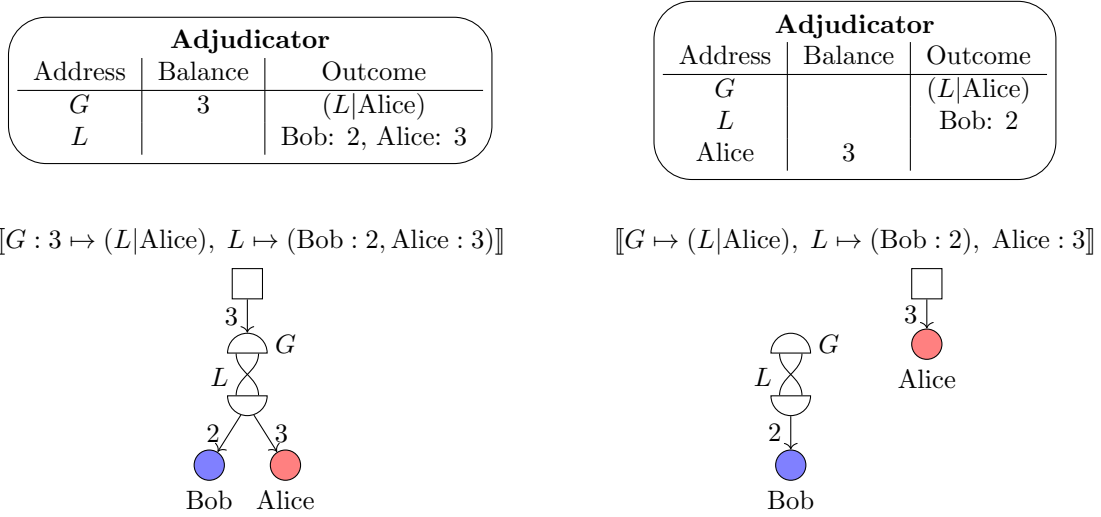 Adjudicator
Address Balance Outcome
G 3 (L|Alice)
L Bob: 2, Alice: 3
⟦G : 3 ↦ (L|Alice), L ↦ (Bob : 2, Alice : 3)⟧
3
G
L
2 3
Bob Alice
Adjudicator
Address Balance Outcome
G (L|Alice)
L Bob: 2
Alice 3
⟦G ↦ (L|Alice), L ↦ (Bob : 2), Alice : 3⟧
3
G
Alice
L
2
Bob